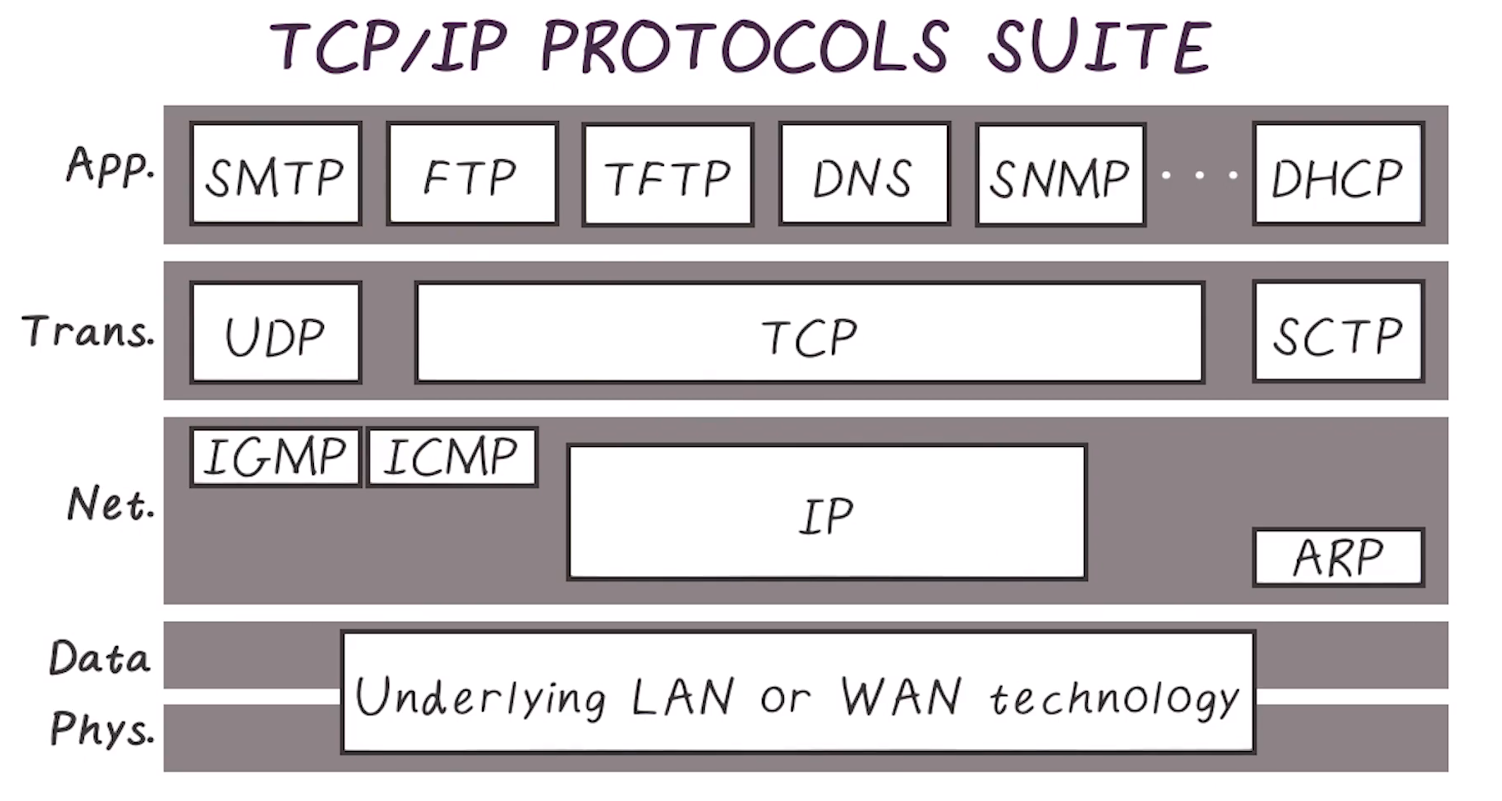 TCP/IP PROTOCOLS SUITE
App. SMTP FTP TFTP DNS SNMP ... DHCP
Trans. UDP TCP SCTP
IGMP ICMP
Net. IP
ARP
Data
Underlying LAN or WAN technology
Phys.